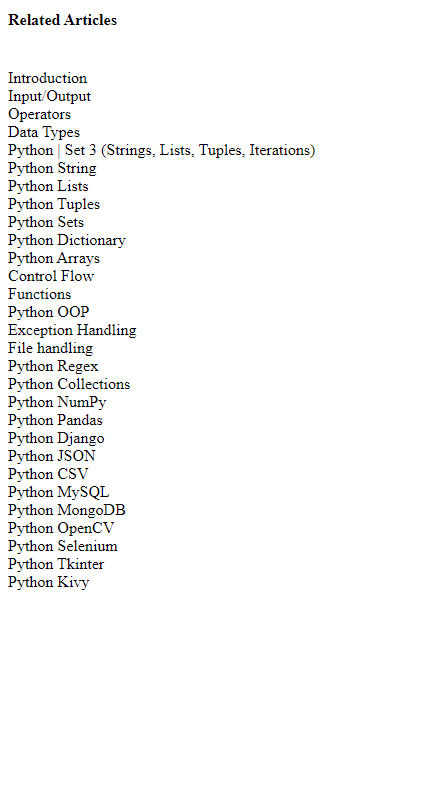 Related Articles
Introduction
Input/Output
Operators
Data Types
Python | Set 3 (Strings, Lists, Tuples, Iterations)
Python String
Python Lists
Python Tuples
Python Sets
Python Dictionary
Python Arrays
Control Flow
Functions
Python OOP
Exception Handling
File handling
Python Regex
Python Collections
Python NumPy
Python Pandas
Python Django
Python JSON
Python CSV
Python MySQL
Python MongoDB
Python OpenCV
Python Selenium
Python Tkinter
Python Kivy